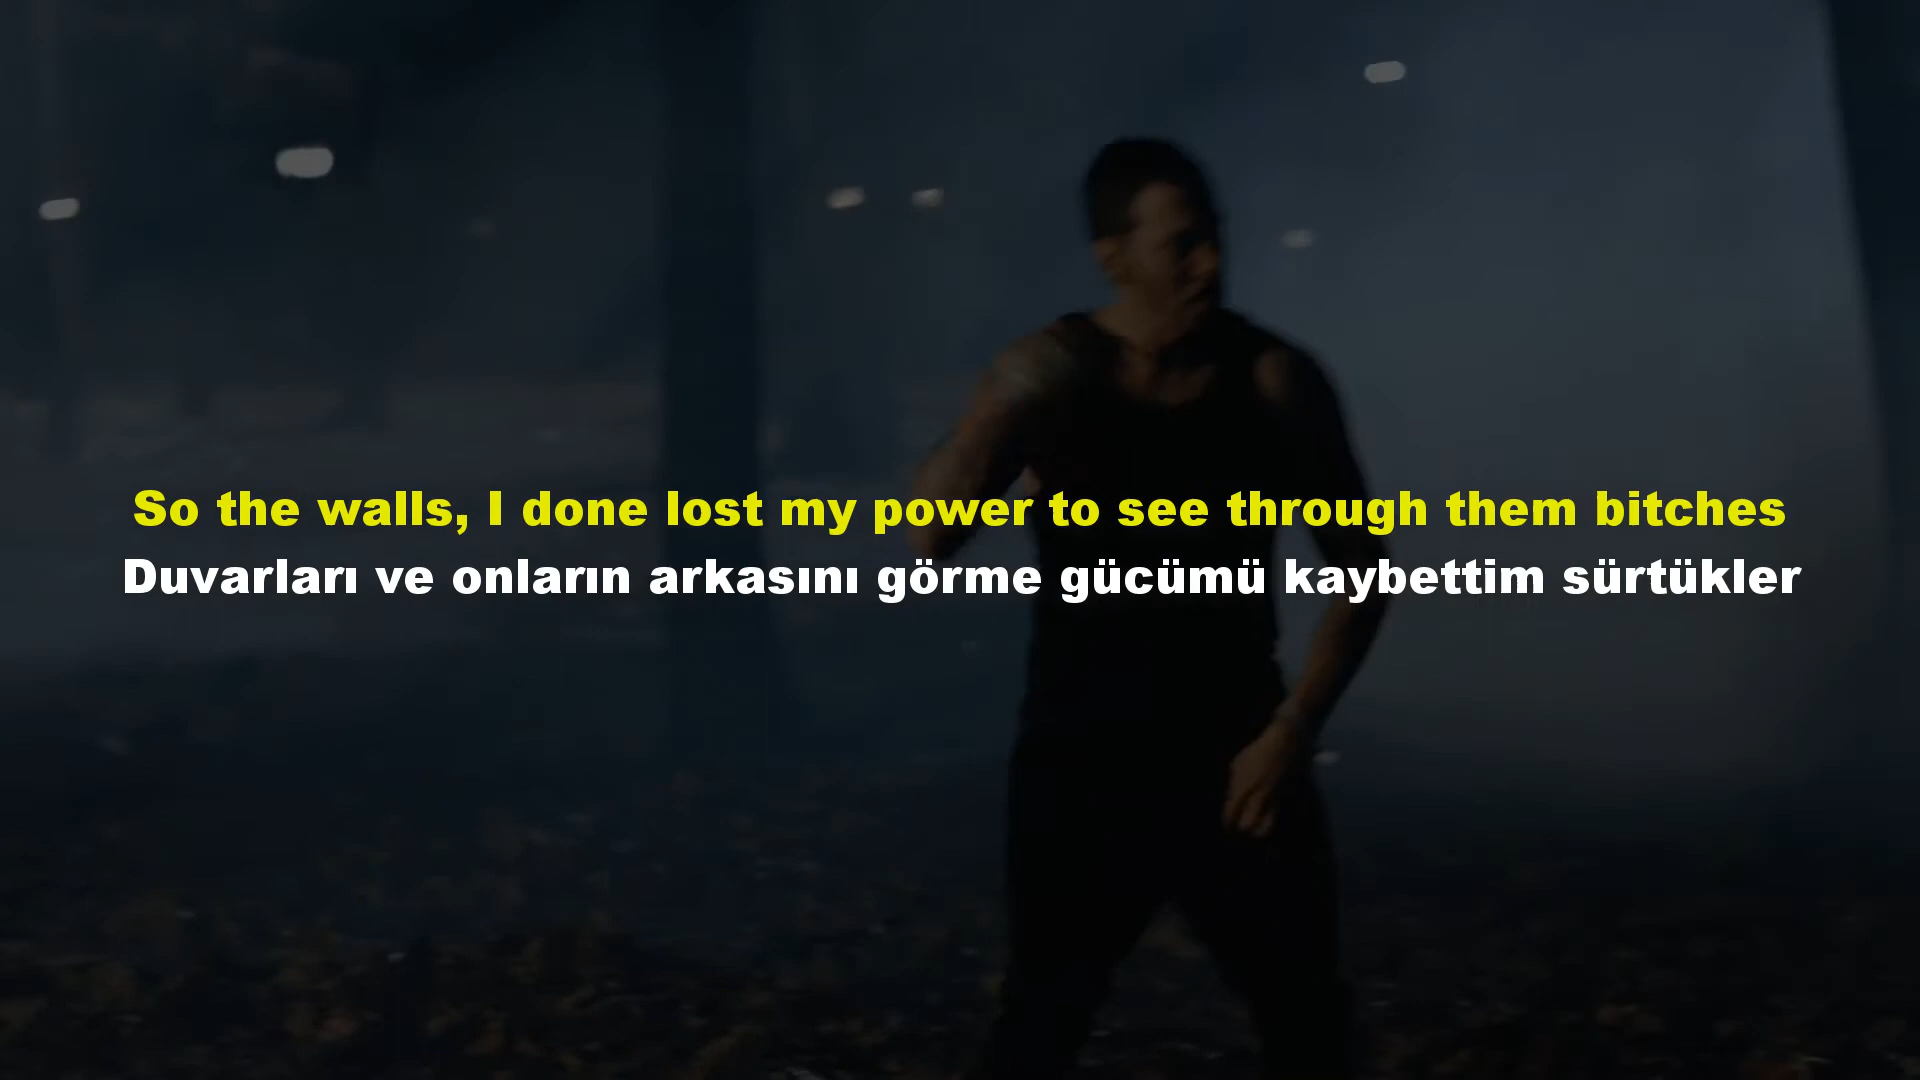 So the walls, I done lost my power to see through them bitches
Duvarları ve onların arkasını görme gücümü kaybettim sürtükler